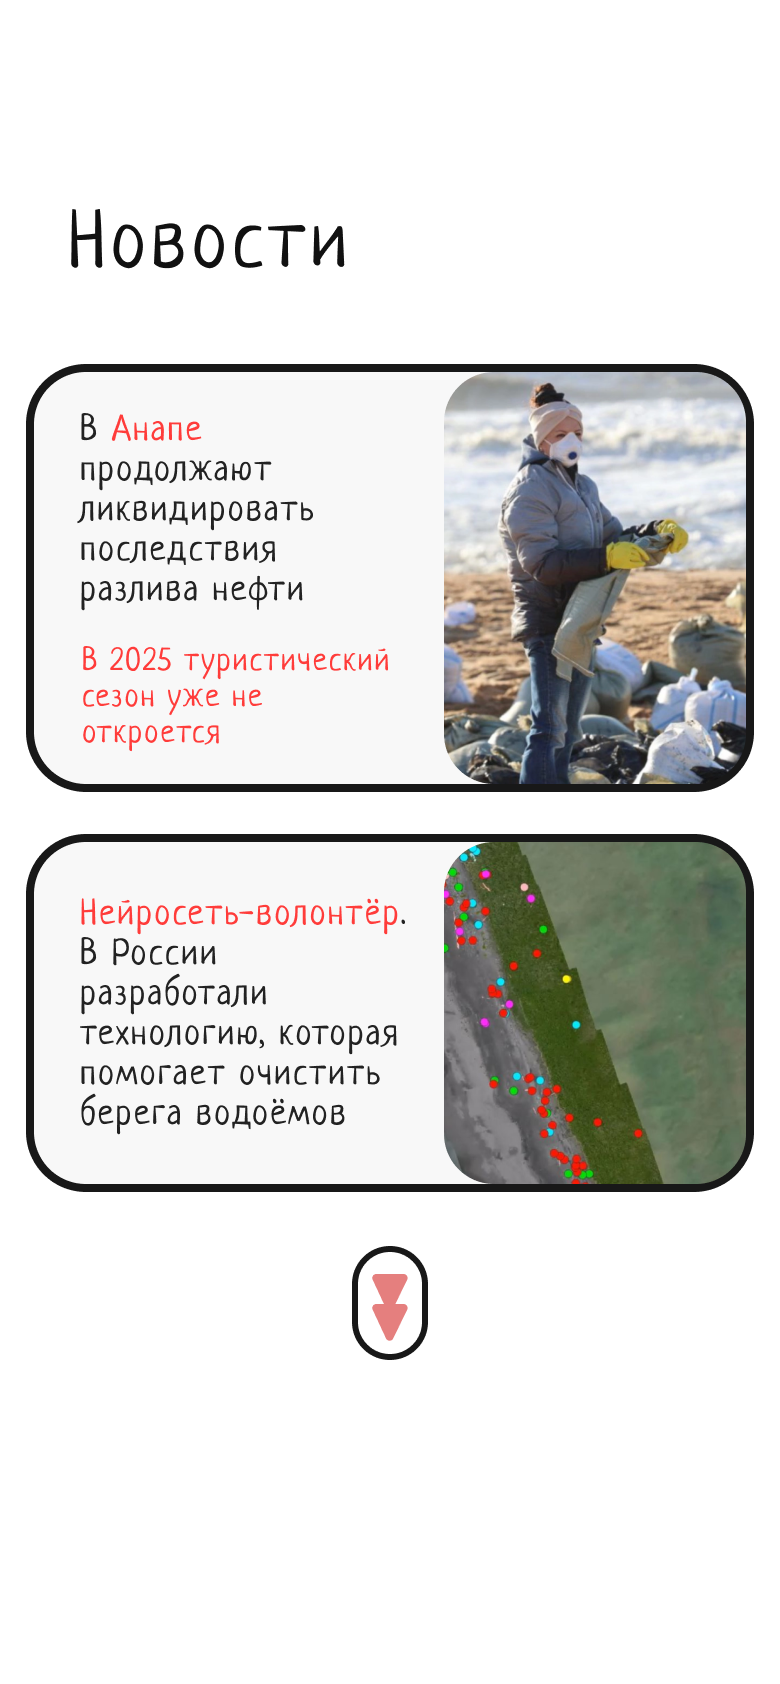 Новости
В Анапе
продолжают
ликвидировать
последствия
разлива нефти
В 2025 туристический
сезон уже не
откроется
Нейросеть-волонтёр.
В России
разработали
технологию, которая
помогает очистить
берега водоёмов